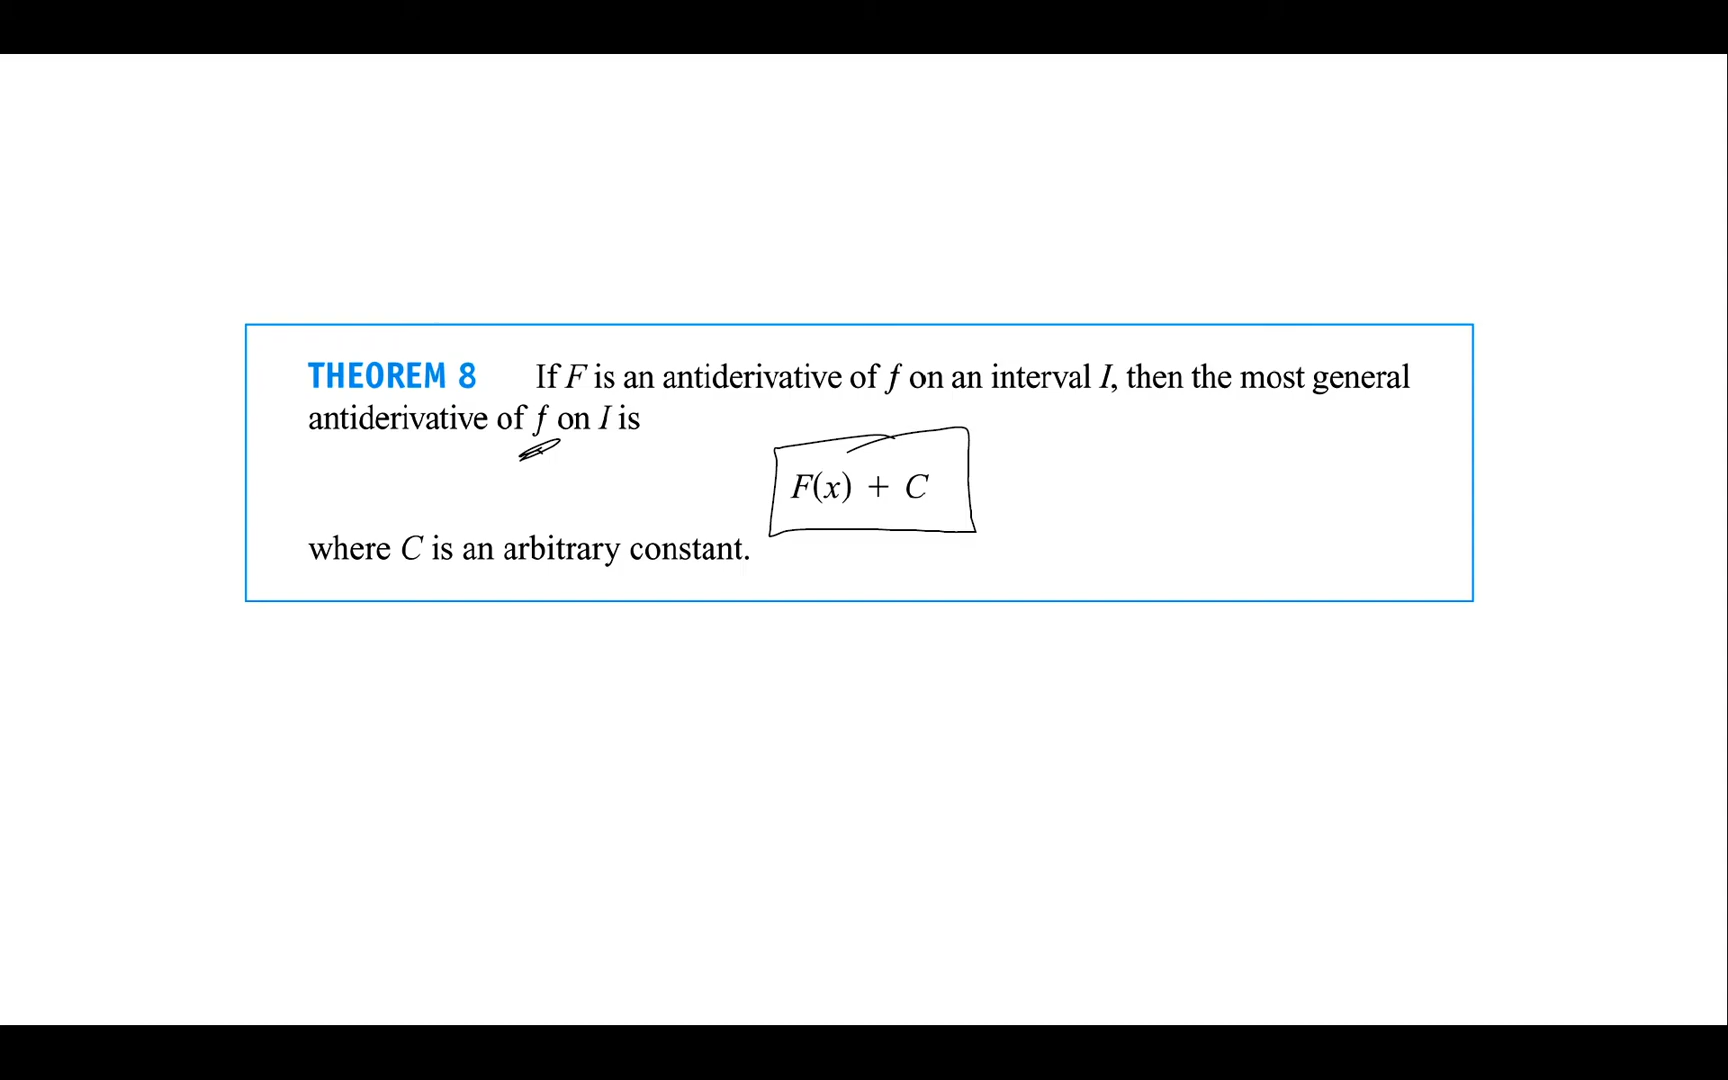 THEOREM 8 If F is an antiderivative of f on an interval I, then the most general
antiderivative of f on I is
F(x) + C
where C is an arbitrary constant.